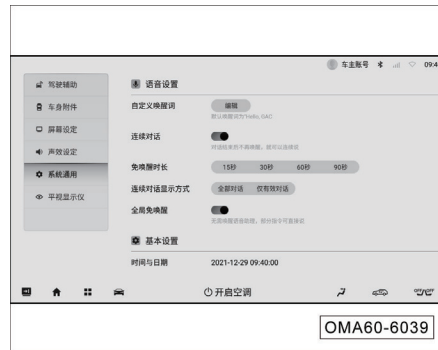 车主账号 09:4
驾驶辅助
车身附件
屏幕设定
声效设定
系统通用
平视显示仪
语音设置
自定义唤醒词 编辑
默认唤醒词为"Hello, GAC
连续对话
对话结束仍不需唤醒，就可以连续说
免唤醒时长 15秒 30秒 60秒 90秒
连续对话显示方式 全部对话 仅有效对话
全局免唤醒
无需唤醒语音助理，部分指令可直接说
基本设置
时间与日期 2021-12-29 09:40:00
开启空调
OFF OFF
OMA60-6039